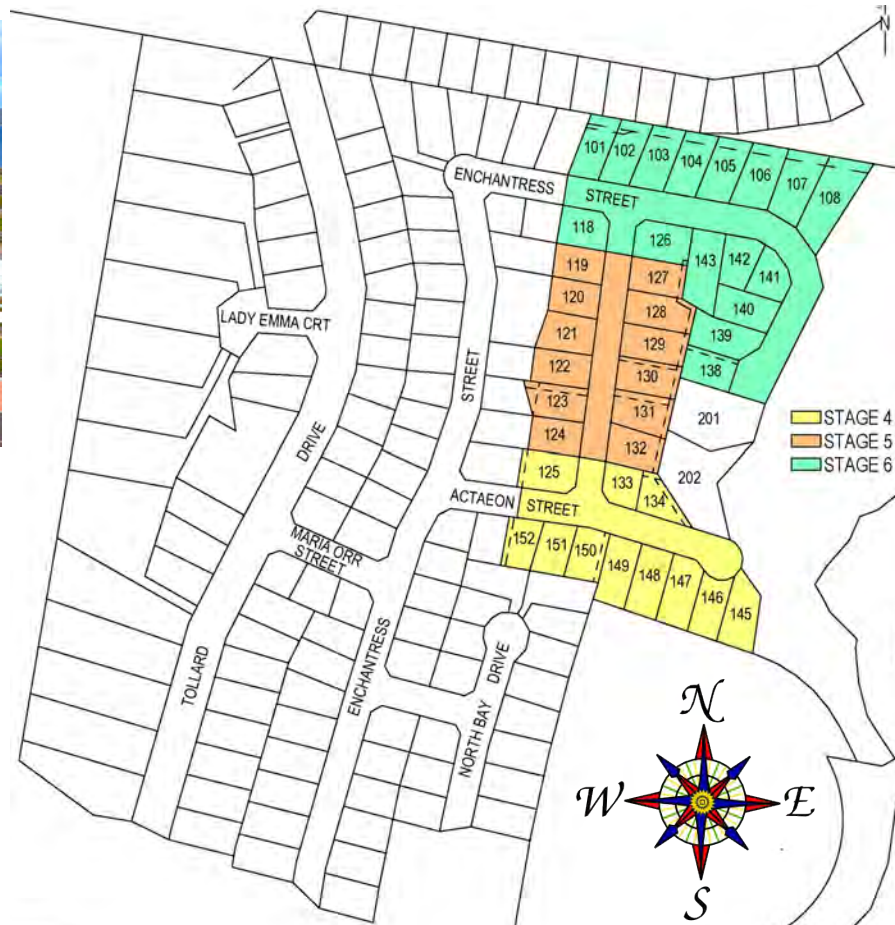 N
101
102
103
104
105
106
107
108
ENCHANTRESS
STREET
118
126
143
142
141
140
139
138
119
127
120
128
121
129
122
130
123
131
124
132
LADY EMMA CRT
STREET
DRIVE
201
202
STAGE 4
STAGE 5
STAGE 6
125
133
134
ACTAEON
STREET
152
151
150
149
148
147
146
145
MARIA ORR
STREET
ENCHANTRESS
TOLLARD
NORTH BAY
DRIVE
N
W
E
S